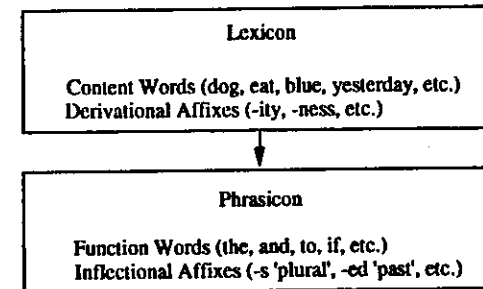 Lexicon
Content Words (dog, eat, blue, yesterday, etc.)
Derivational Affixes (-ity, -ness, etc.)
Phrasicon
Function Words (the, and, to, if, etc.)
Inflectional Affixes (-s 'plural', -ed 'past', etc.)